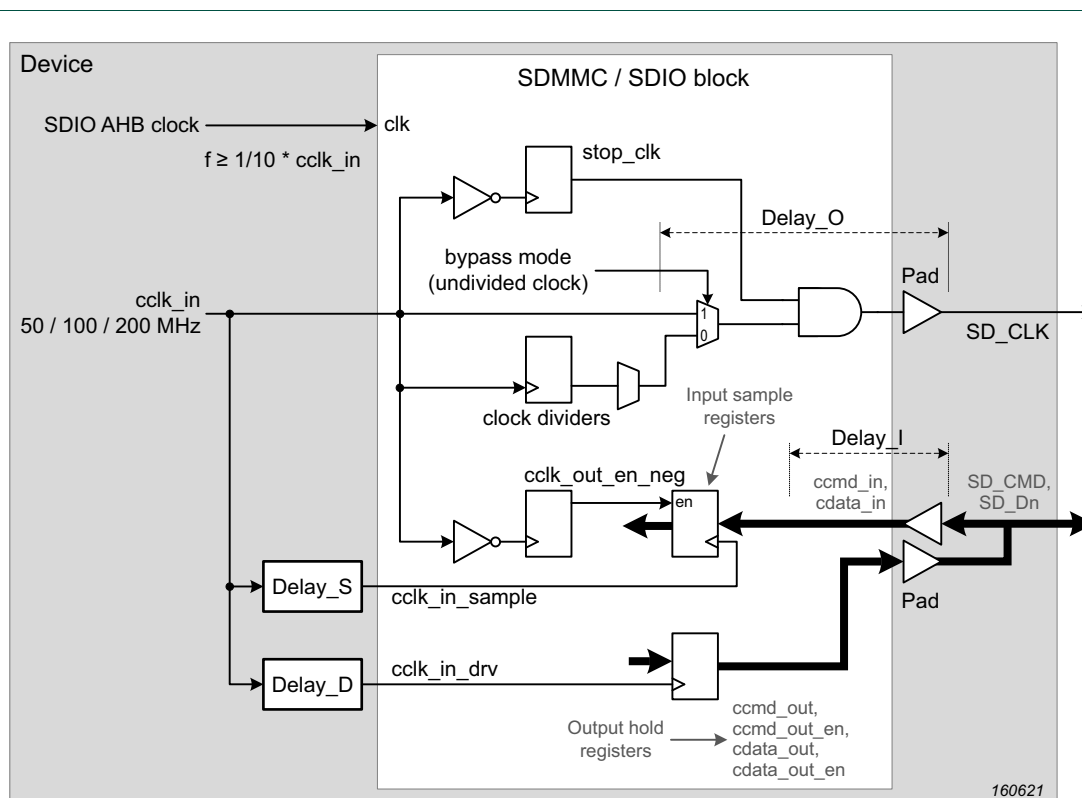 Device
SDMMC / SDIO block
SDIO AHB clock
clk
f ≥ 1/10 * cclk_in
stop_clk
Delay_O
bypass mode
(undivided clock)
Pad
cclk_in
50 / 100 / 200 MHz
1
0
SD_CLK
clock dividers
Input sample
registers
Delay_I
cclk_out_en_neg
ccmd_in,
cdata_in
SD_CMD,
SD_Dn
en
Delay_S
cclk_in_sample
Pad
Delay_D
cclk_in_drv
Output hold
registers
ccmd_out,
ccmd_out_en,
cdata_out,
cdata_out_en
160621